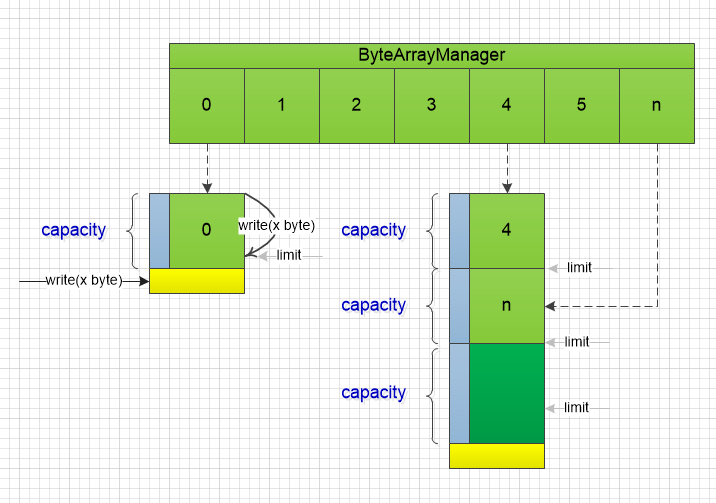 ByteArrayManager
0 1 2 3 4 5 n
capacity
0
write(x byte)
limit
write(x byte)
capacity
4
limit
capacity
n
limit
capacity
limit